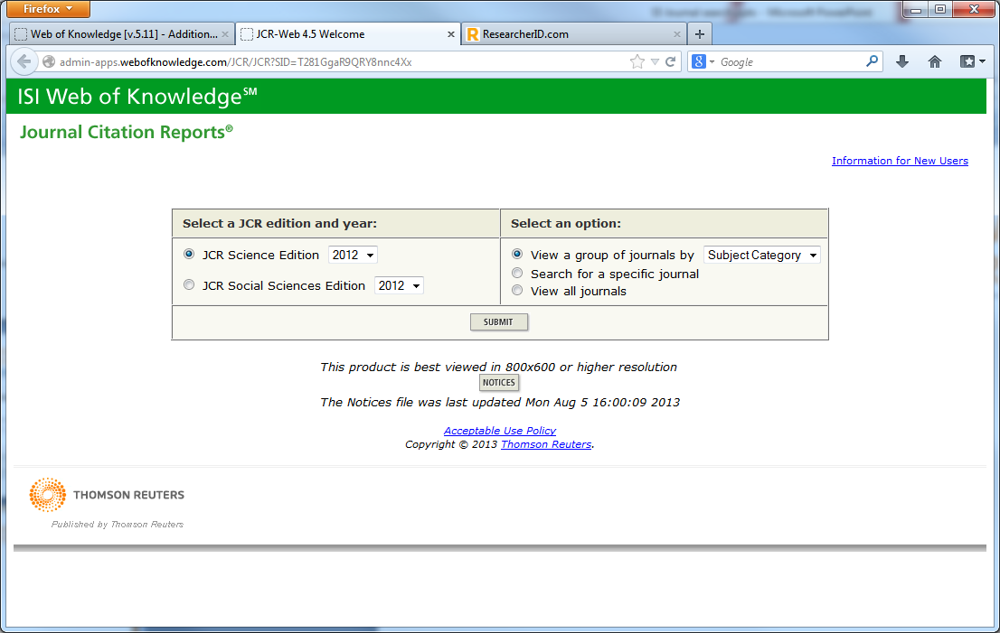 Firefox
Web of Knowledge [v.5.11] - Addition...
JCR-Web 4.5 Welcome
ResearcherID.com
admin-apps.webofknowledge.com/JCR/JCR?SID=T281GgaR9QRY8nnc4Xx
Google
ISI Web of Knowledge℠
Journal Citation Reports®
Information for New Users
Select a JCR edition and year:
Select an option:
JCR Science Edition 2012
View a group of journals by Subject Category
Search for a specific journal
JCR Social Sciences Edition 2012
View all journals
SUBMIT
This product is best viewed in 800x600 or higher resolution
NOTICES
The Notices file was last updated Mon Aug 5 16:00:09 2013
Acceptable Use Policy
Copyright © 2013 Thomson Reuters.
THOMSON REUTERS
Published by Thomson Reuters